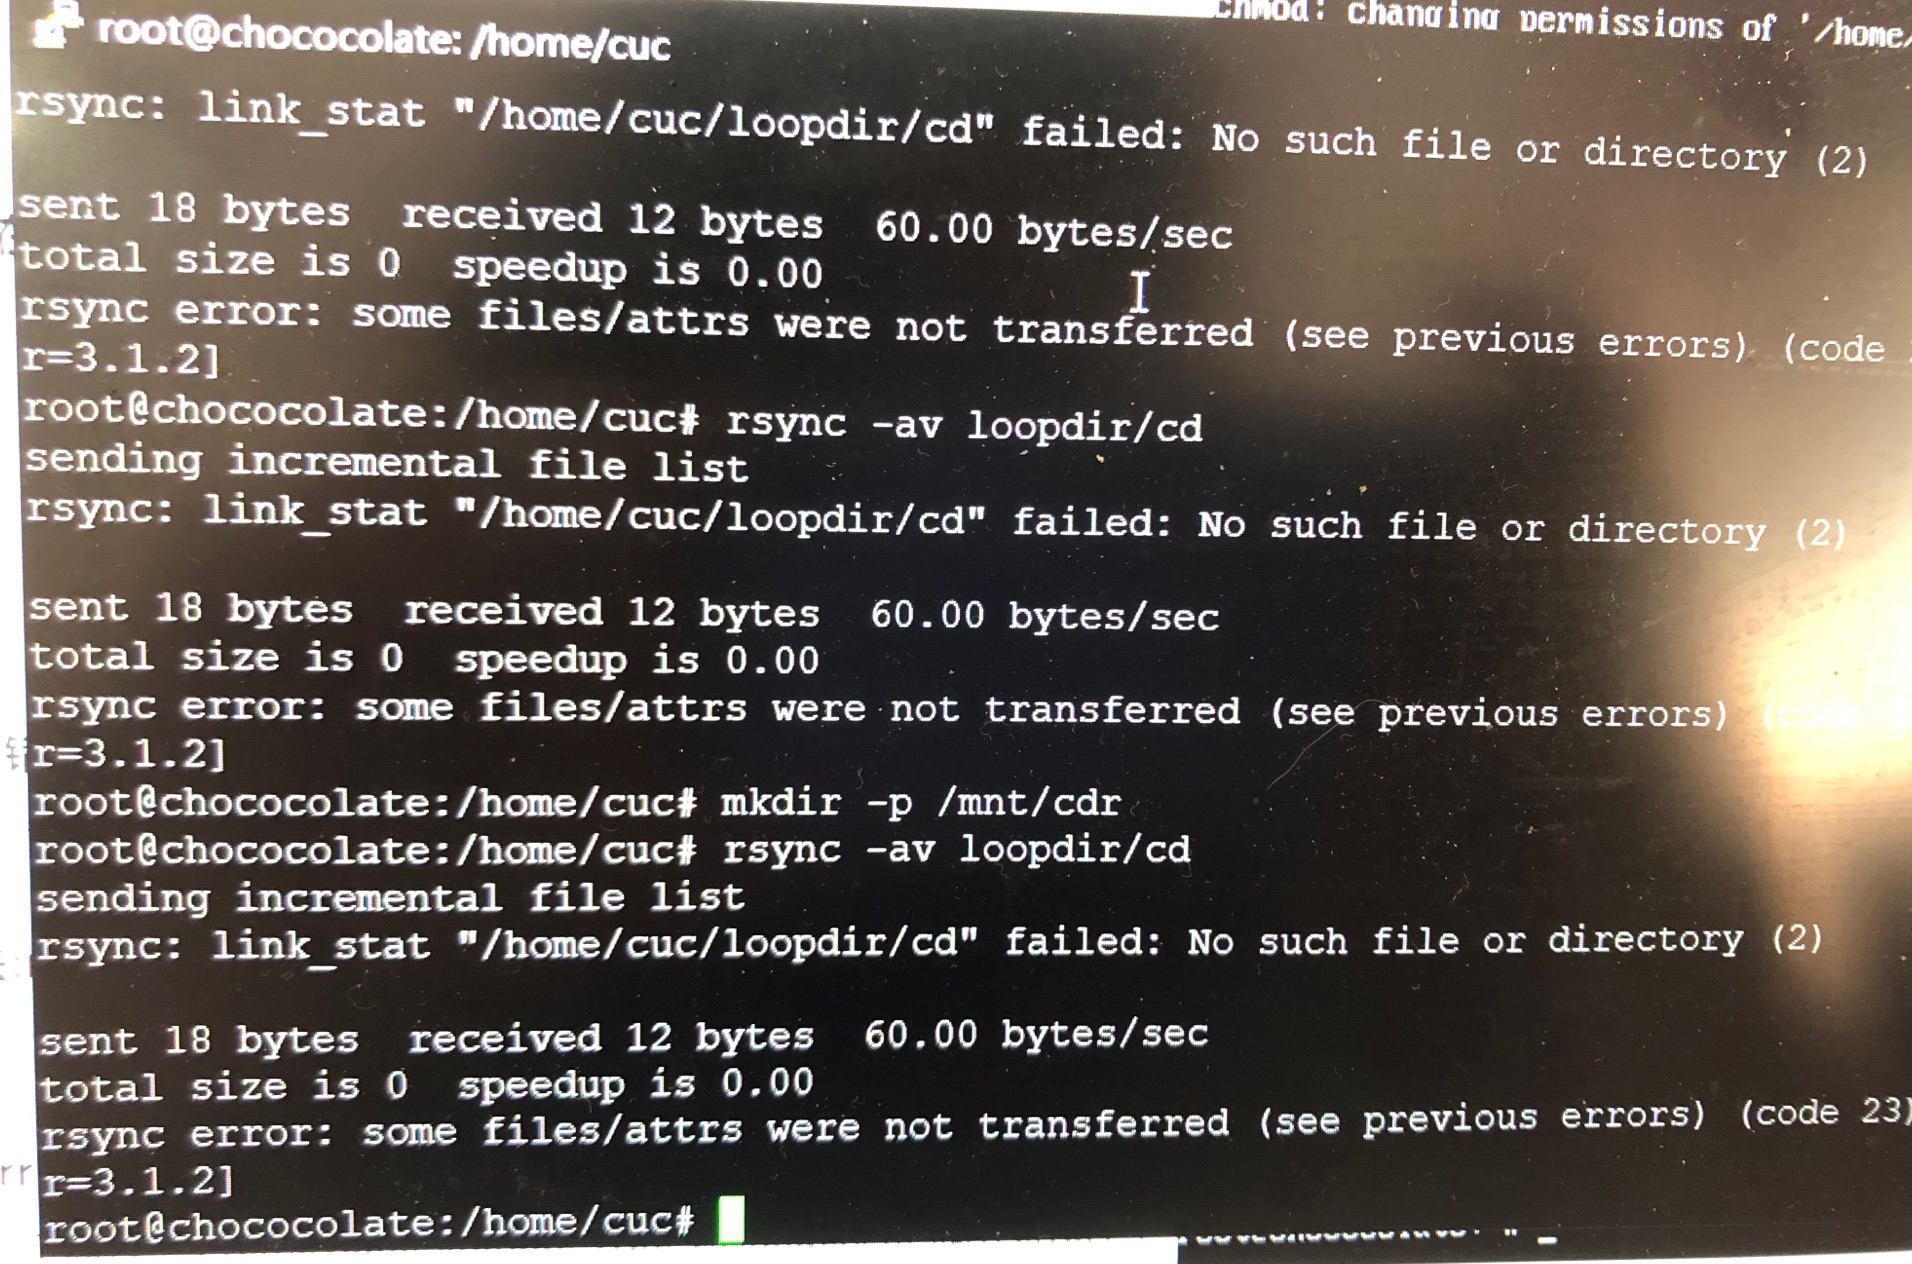 chmod: changing permissions of '/home/
root@chococolate: /home/cuc
rsync: link_stat "/home/cuc/loopdir/cd" failed: No such file or directory (2)
sent 18 bytes  received 12 bytes  60.00 bytes/sec
total size is 0  speedup is 0.00
rsync error: some files/attrs were not transferred (see previous errors) (code
r=3.1.2]
root@chococolate:/home/cuc# rsync -av loopdir/cd
sending incremental file list
rsync: link_stat "/home/cuc/loopdir/cd" failed: No such file or directory (2)
sent 18 bytes  received 12 bytes  60.00 bytes/sec
total size is 0  speedup is 0.00
rsync error: some files/attrs were not transferred (see previous errors) (code
r=3.1.2]
root@chococolate:/home/cuc# mkdir -p /mnt/cdr
root@chococolate:/home/cuc# rsync -av loopdir/cd
sending incremental file list
rsync: link_stat "/home/cuc/loopdir/cd" failed: No such file or directory (2)
sent 18 bytes  received 12 bytes  60.00 bytes/sec
total size is 0  speedup is 0.00
rsync error: some files/attrs were not transferred (see previous errors) (code 23)
r=3.1.2]
root@chococolate:/home/cuc#